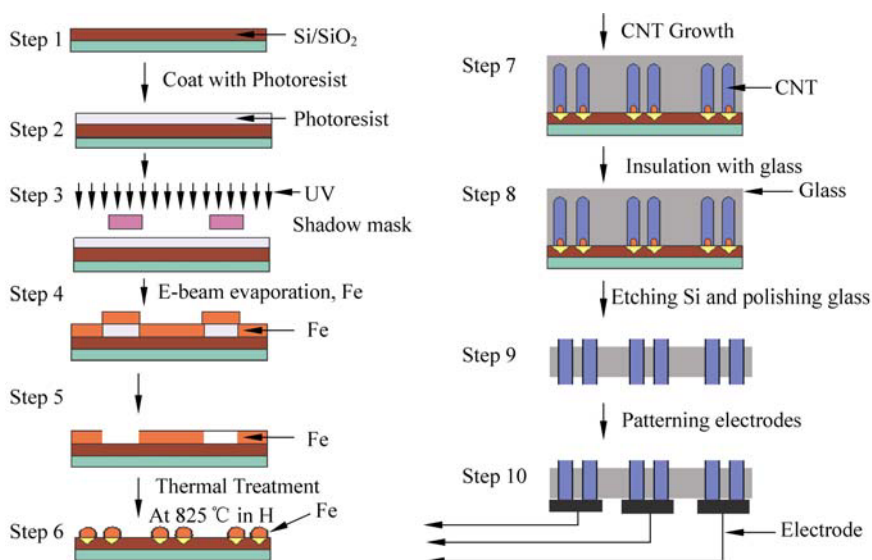 Step 1
Si/SiO2
Coat with Photoresist
Step 2
Photoresist
Step 3
UV
Shadow mask
E-beam evaporation, Fe
Step 4
Fe
Step 5
Fe
Thermal Treatment
At 825 ℃ in H
Step 6
Fe
CNT Growth
Step 7
CNT
Insulation with glass
Step 8
Glass
Etching Si and polishing glass
Step 9
Patterning electrodes
Step 10
Electrode